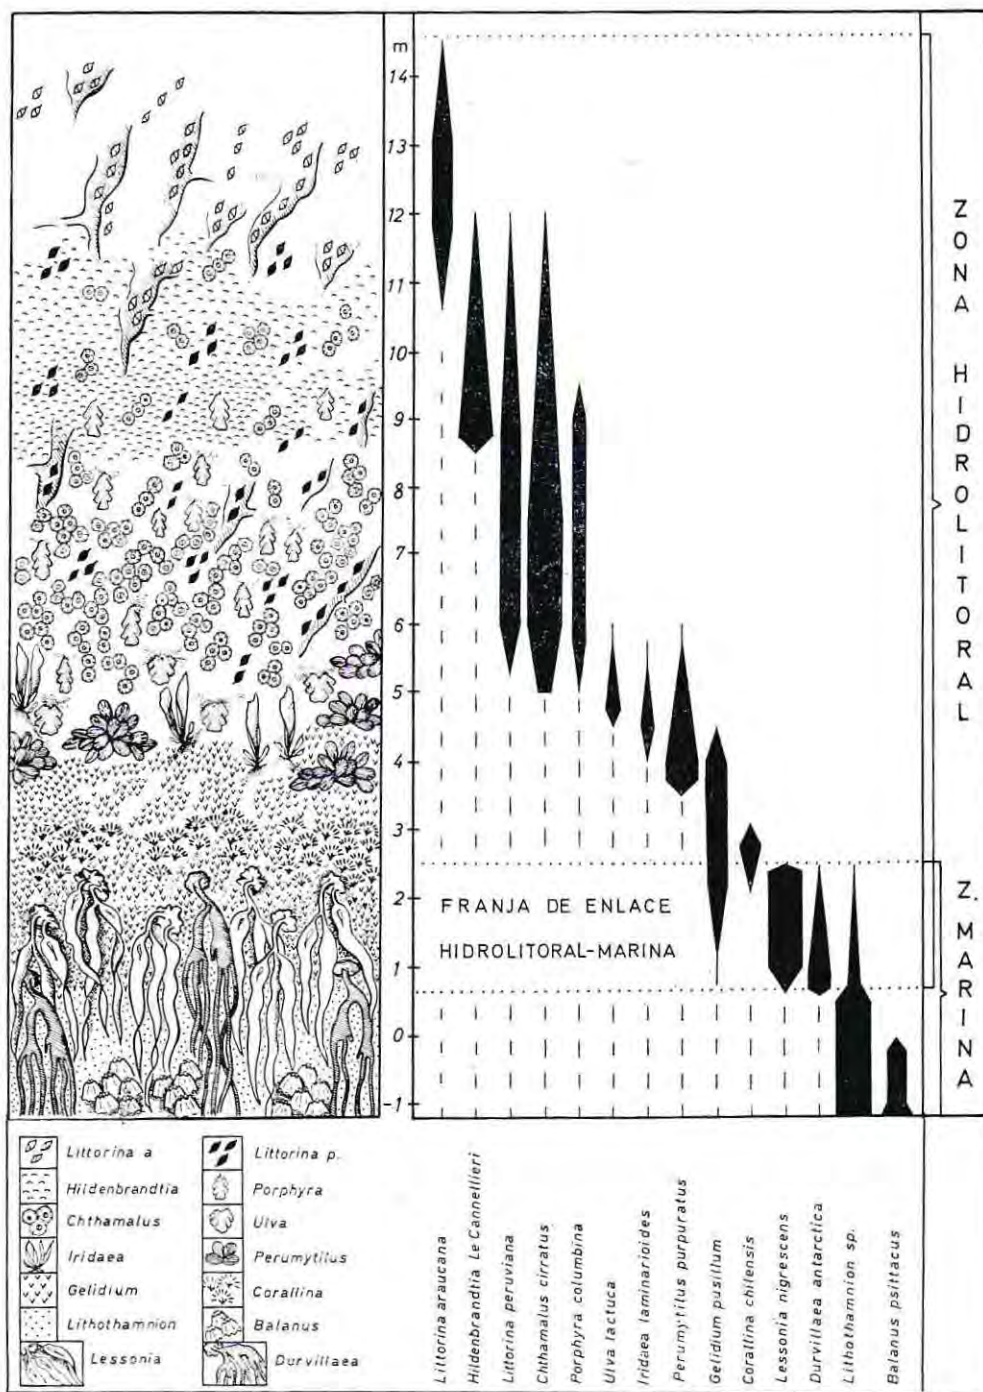 m
14
13
12
11
10
9
8
7
6
5
4
3
2
1
0
-1
ZONA HIDROLITORAL
Z. MARINA
FRANJA DE ENLACE
HIDROLITORAL-MARINA
Littorina a
Hildenbrandtia
Chthamalus
Iridaea
Gelidium
Lithothamnion
Lessonia
Littorina p.
Porphyra
Ulva
Perumytilus
Corallina
Balanus
Durvillaea
Littorina araucana
Hildenbrandtia Le Cannellieri
Littorina peruviana
Chthamalus cirratus
Porphyra columbina
Ulva lactuca
Iridaea laminarioides
Perumytilus purpuratus
Gelidium pusillum
Corallina chilensis
Lessonia nigrescens
Durvillaea antarctica
Lithothamnion sp.
Balanus psittacus